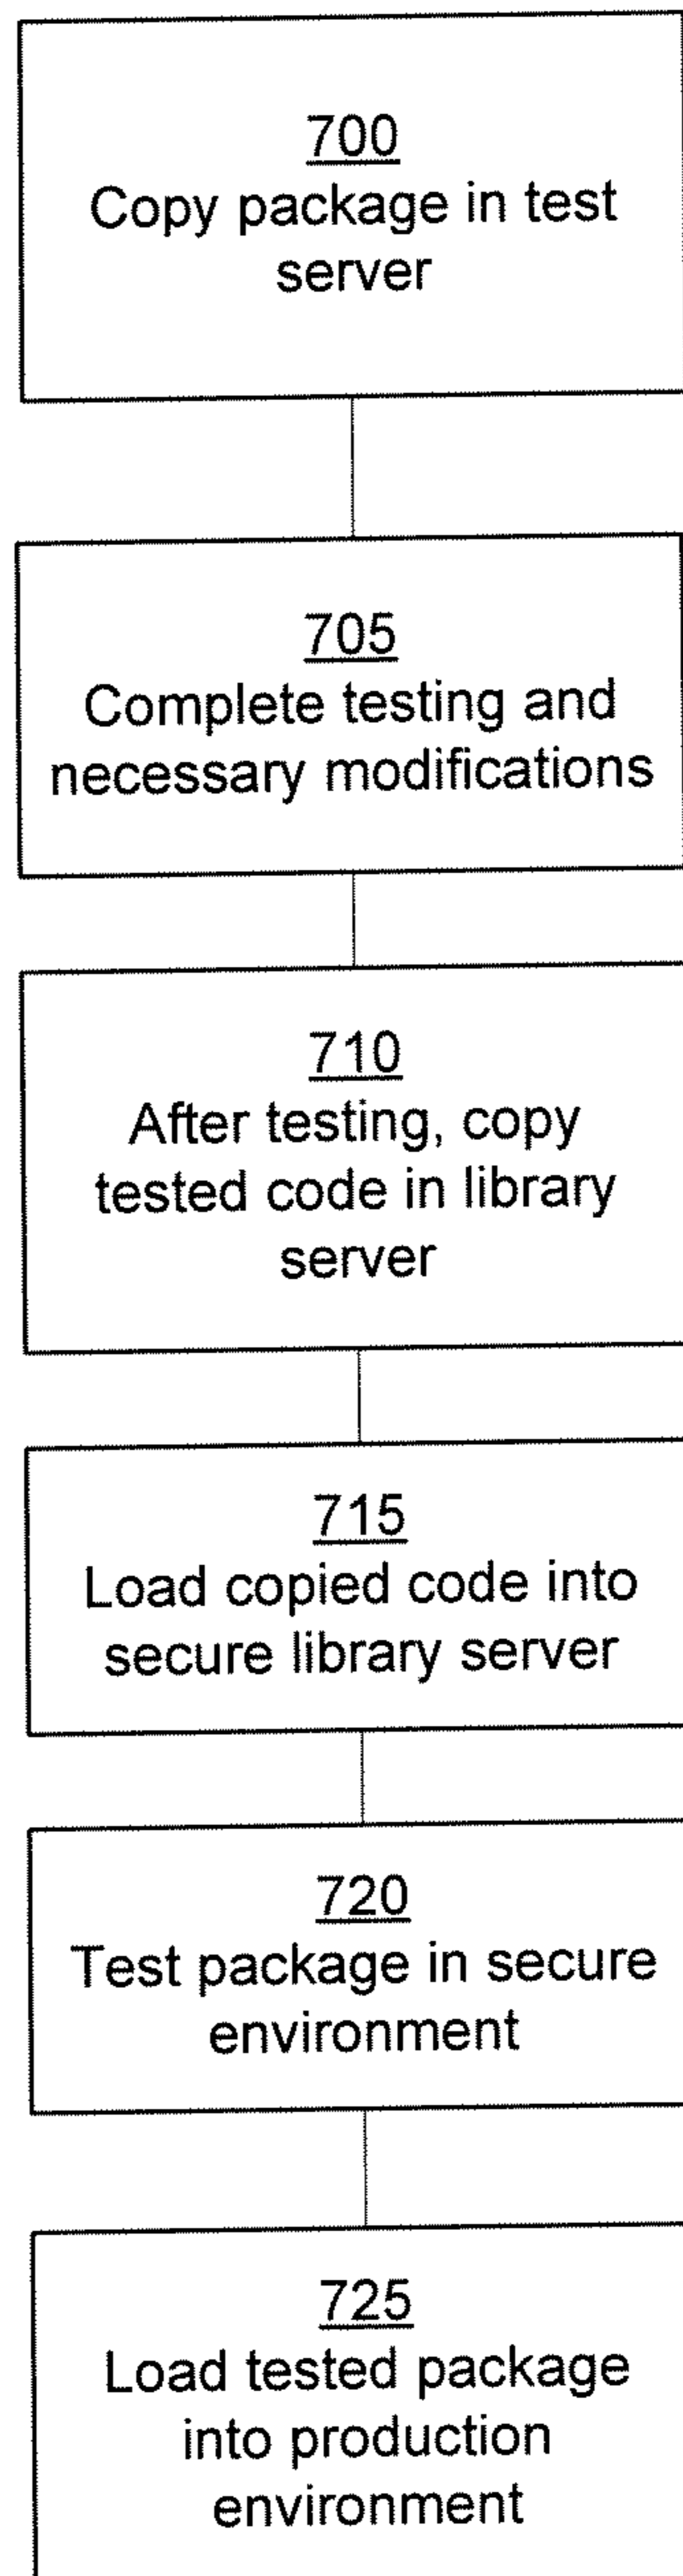 700
Copy package in test
server
705
Complete testing and
necessary modifications
710
After testing, copy
tested code in library
server
715
Load copied code into
secure library server
720
Test package in secure
environment
725
Load tested package
into production
environment